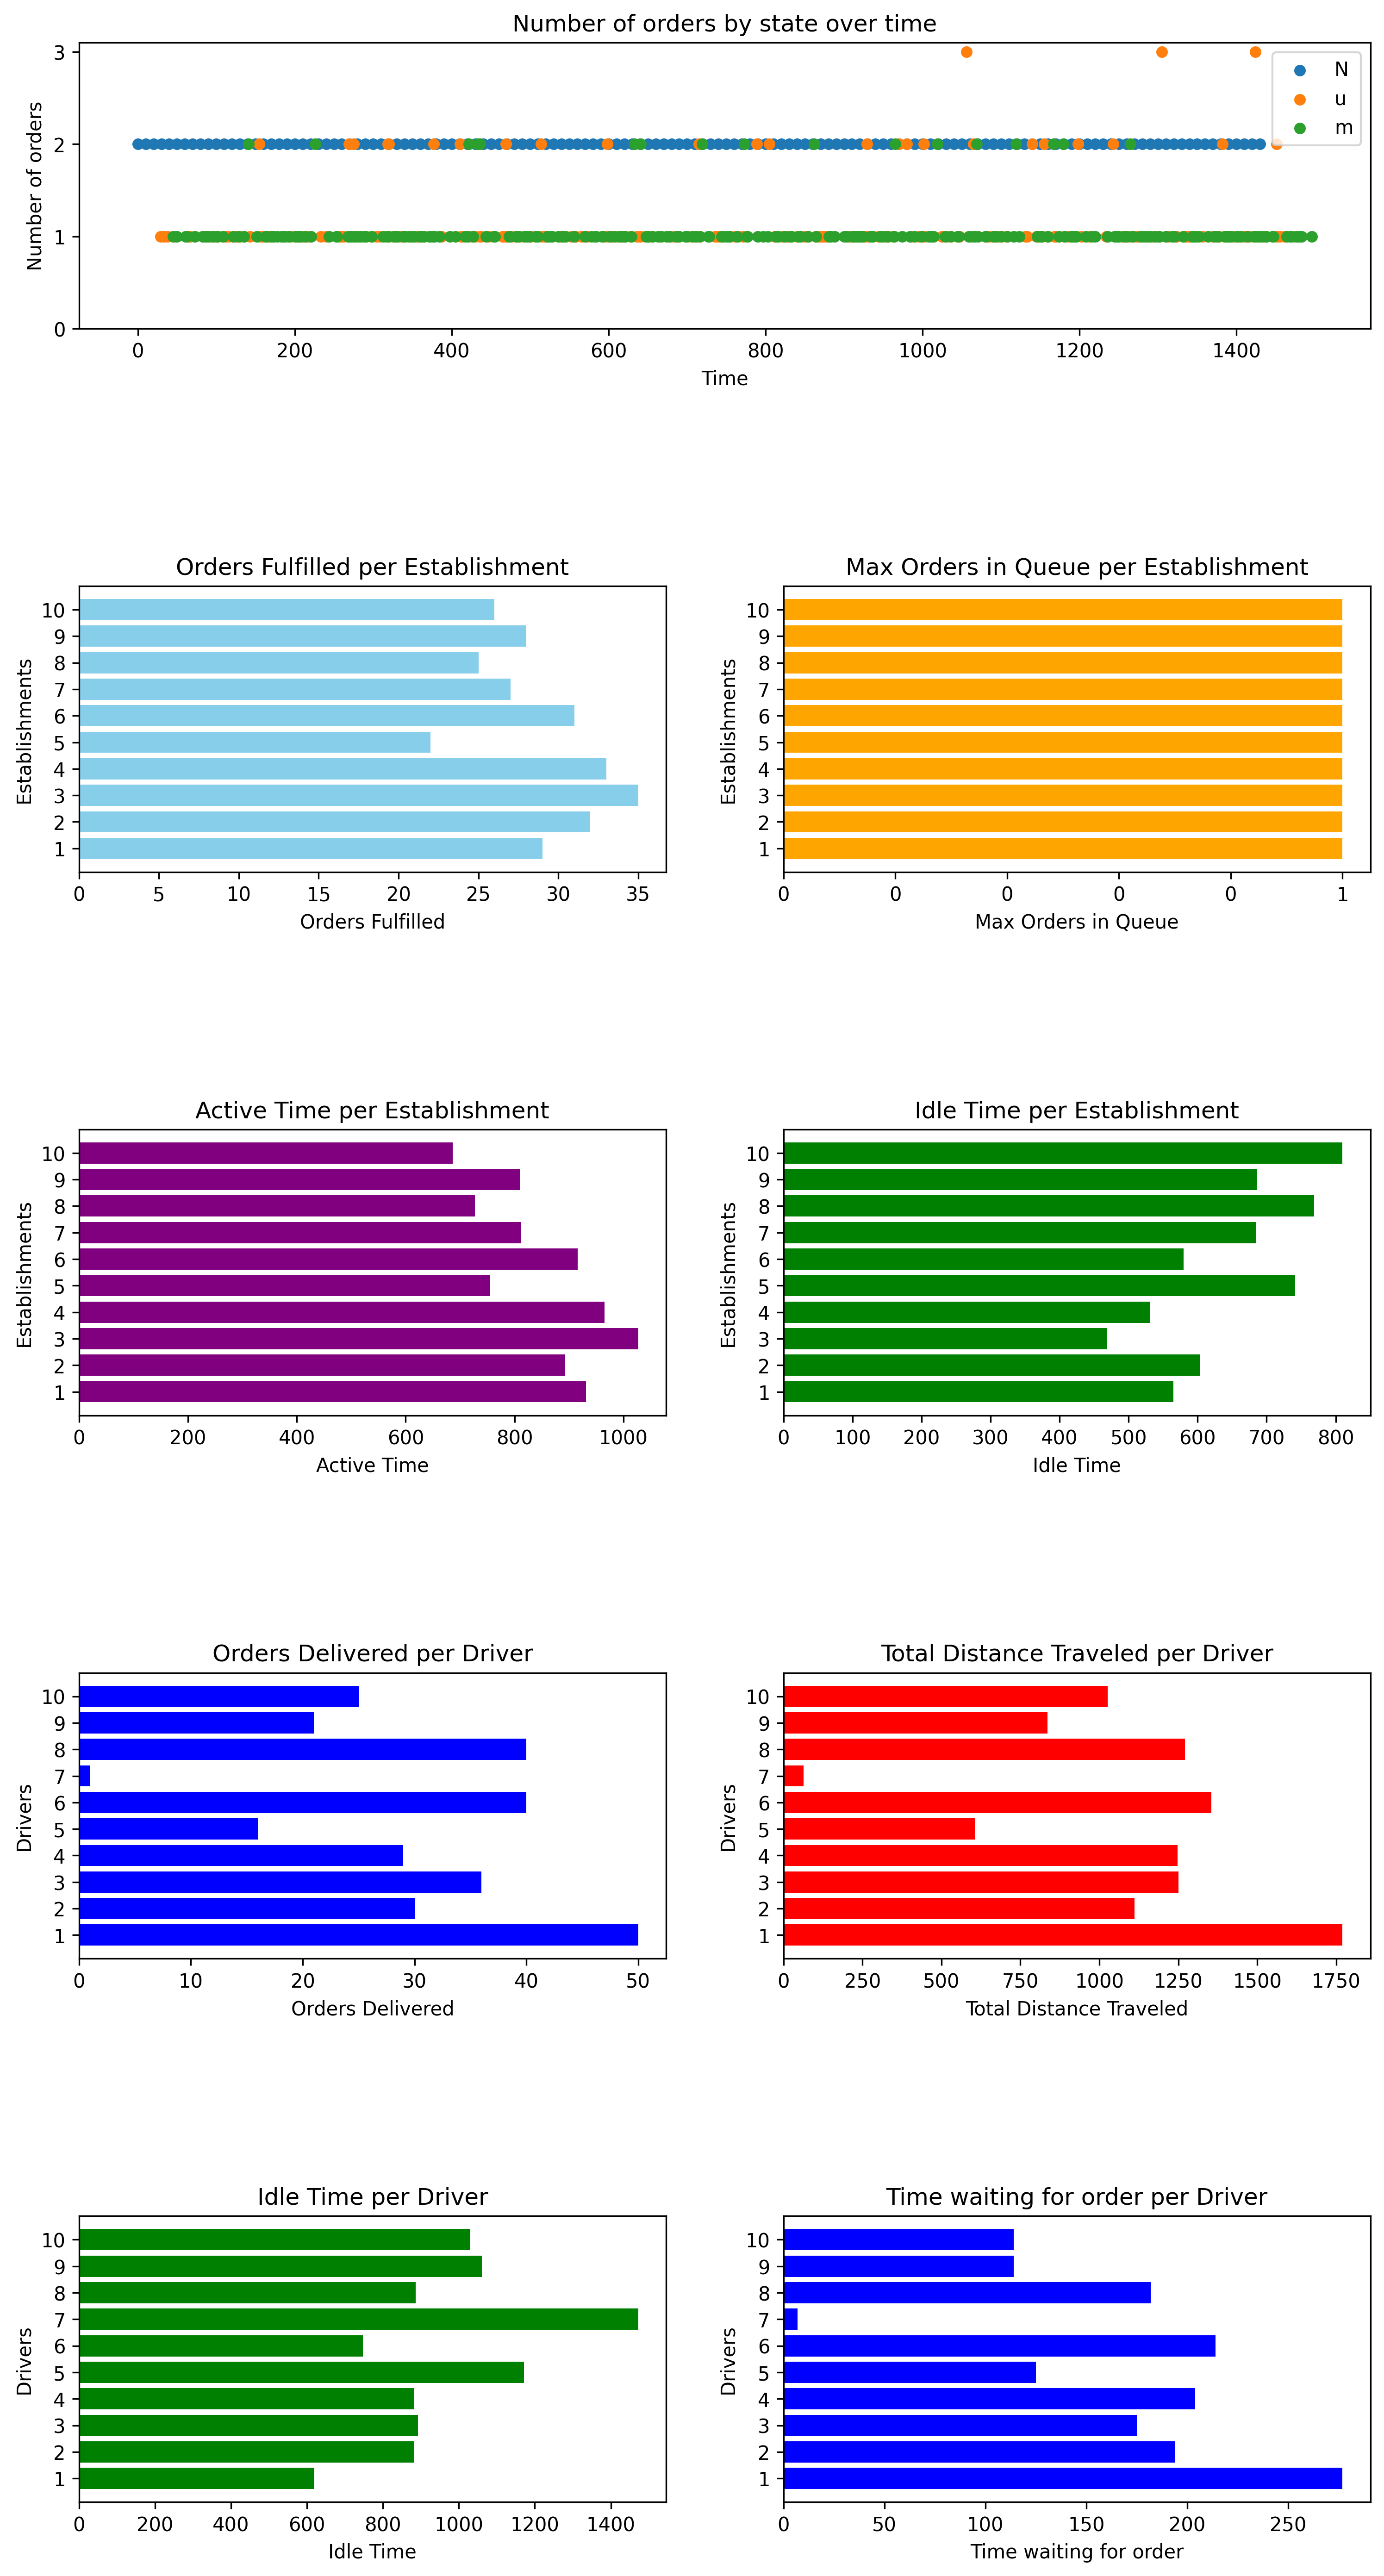 Number of orders by state over time
Number of orders
3
2
1
0
N
u
m
0 200 400 600 800 1000 1200 1400
Time
Orders Fulfilled per Establishment
Establishments
10
9
8
7
6
5
4
3
2
1
0 5 10 15 20 25 30 35
Orders Fulfilled
Max Orders in Queue per Establishment
Establishments
10
9
8
7
6
5
4
3
2
1
0 0 0 0 0 1
Max Orders in Queue
Active Time per Establishment
Establishments
10
9
8
7
6
5
4
3
2
1
0 200 400 600 800 1000
Active Time
Idle Time per Establishment
Establishments
10
9
8
7
6
5
4
3
2
1
0 100 200 300 400 500 600 700 800
Idle Time
Orders Delivered per Driver
Drivers
10
9
8
7
6
5
4
3
2
1
0 10 20 30 40 50
Orders Delivered
Total Distance Traveled per Driver
Drivers
10
9
8
7
6
5
4
3
2
1
0 250 500 750 1000 1250 1500 1750
Total Distance Traveled
Idle Time per Driver
Drivers
10
9
8
7
6
5
4
3
2
1
0 200 400 600 800 1000 1200 1400
Idle Time
Time waiting for order per Driver
Drivers
10
9
8
7
6
5
4
3
2
1
0 50 100 150 200 250
Time waiting for order